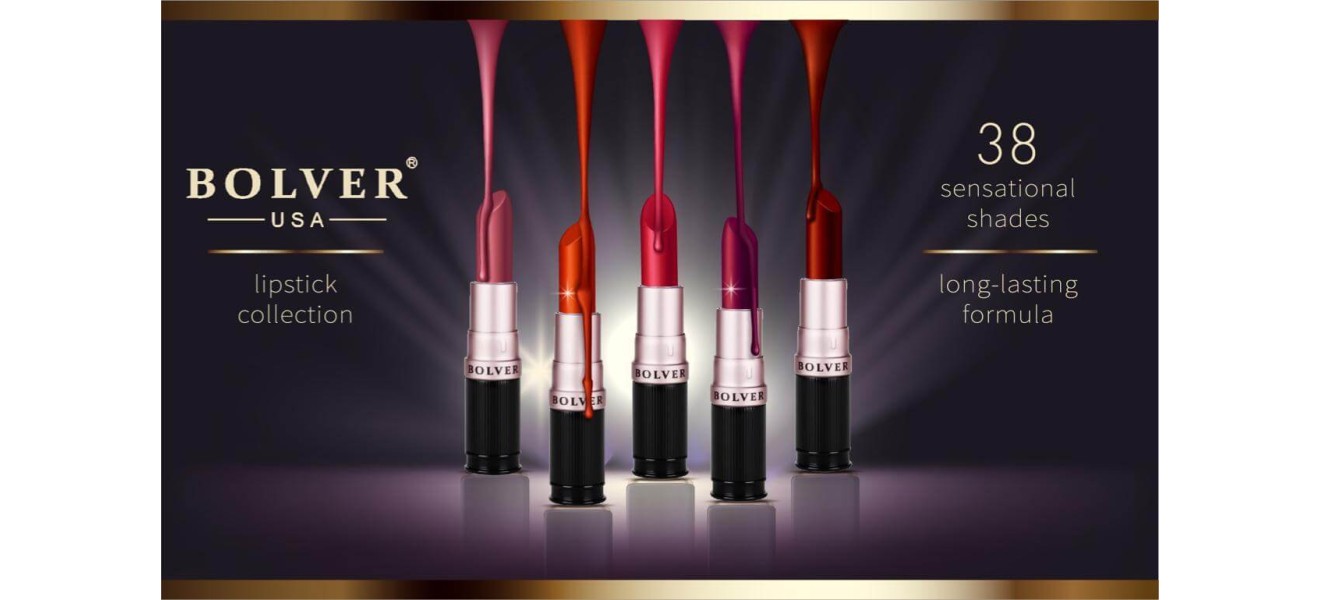 BOLVER®
USA
lipstick
collection
38
sensational
shades
long-lasting
formula
BOLVER
BOLVER
BOLVER
BOLVER
BOLVER